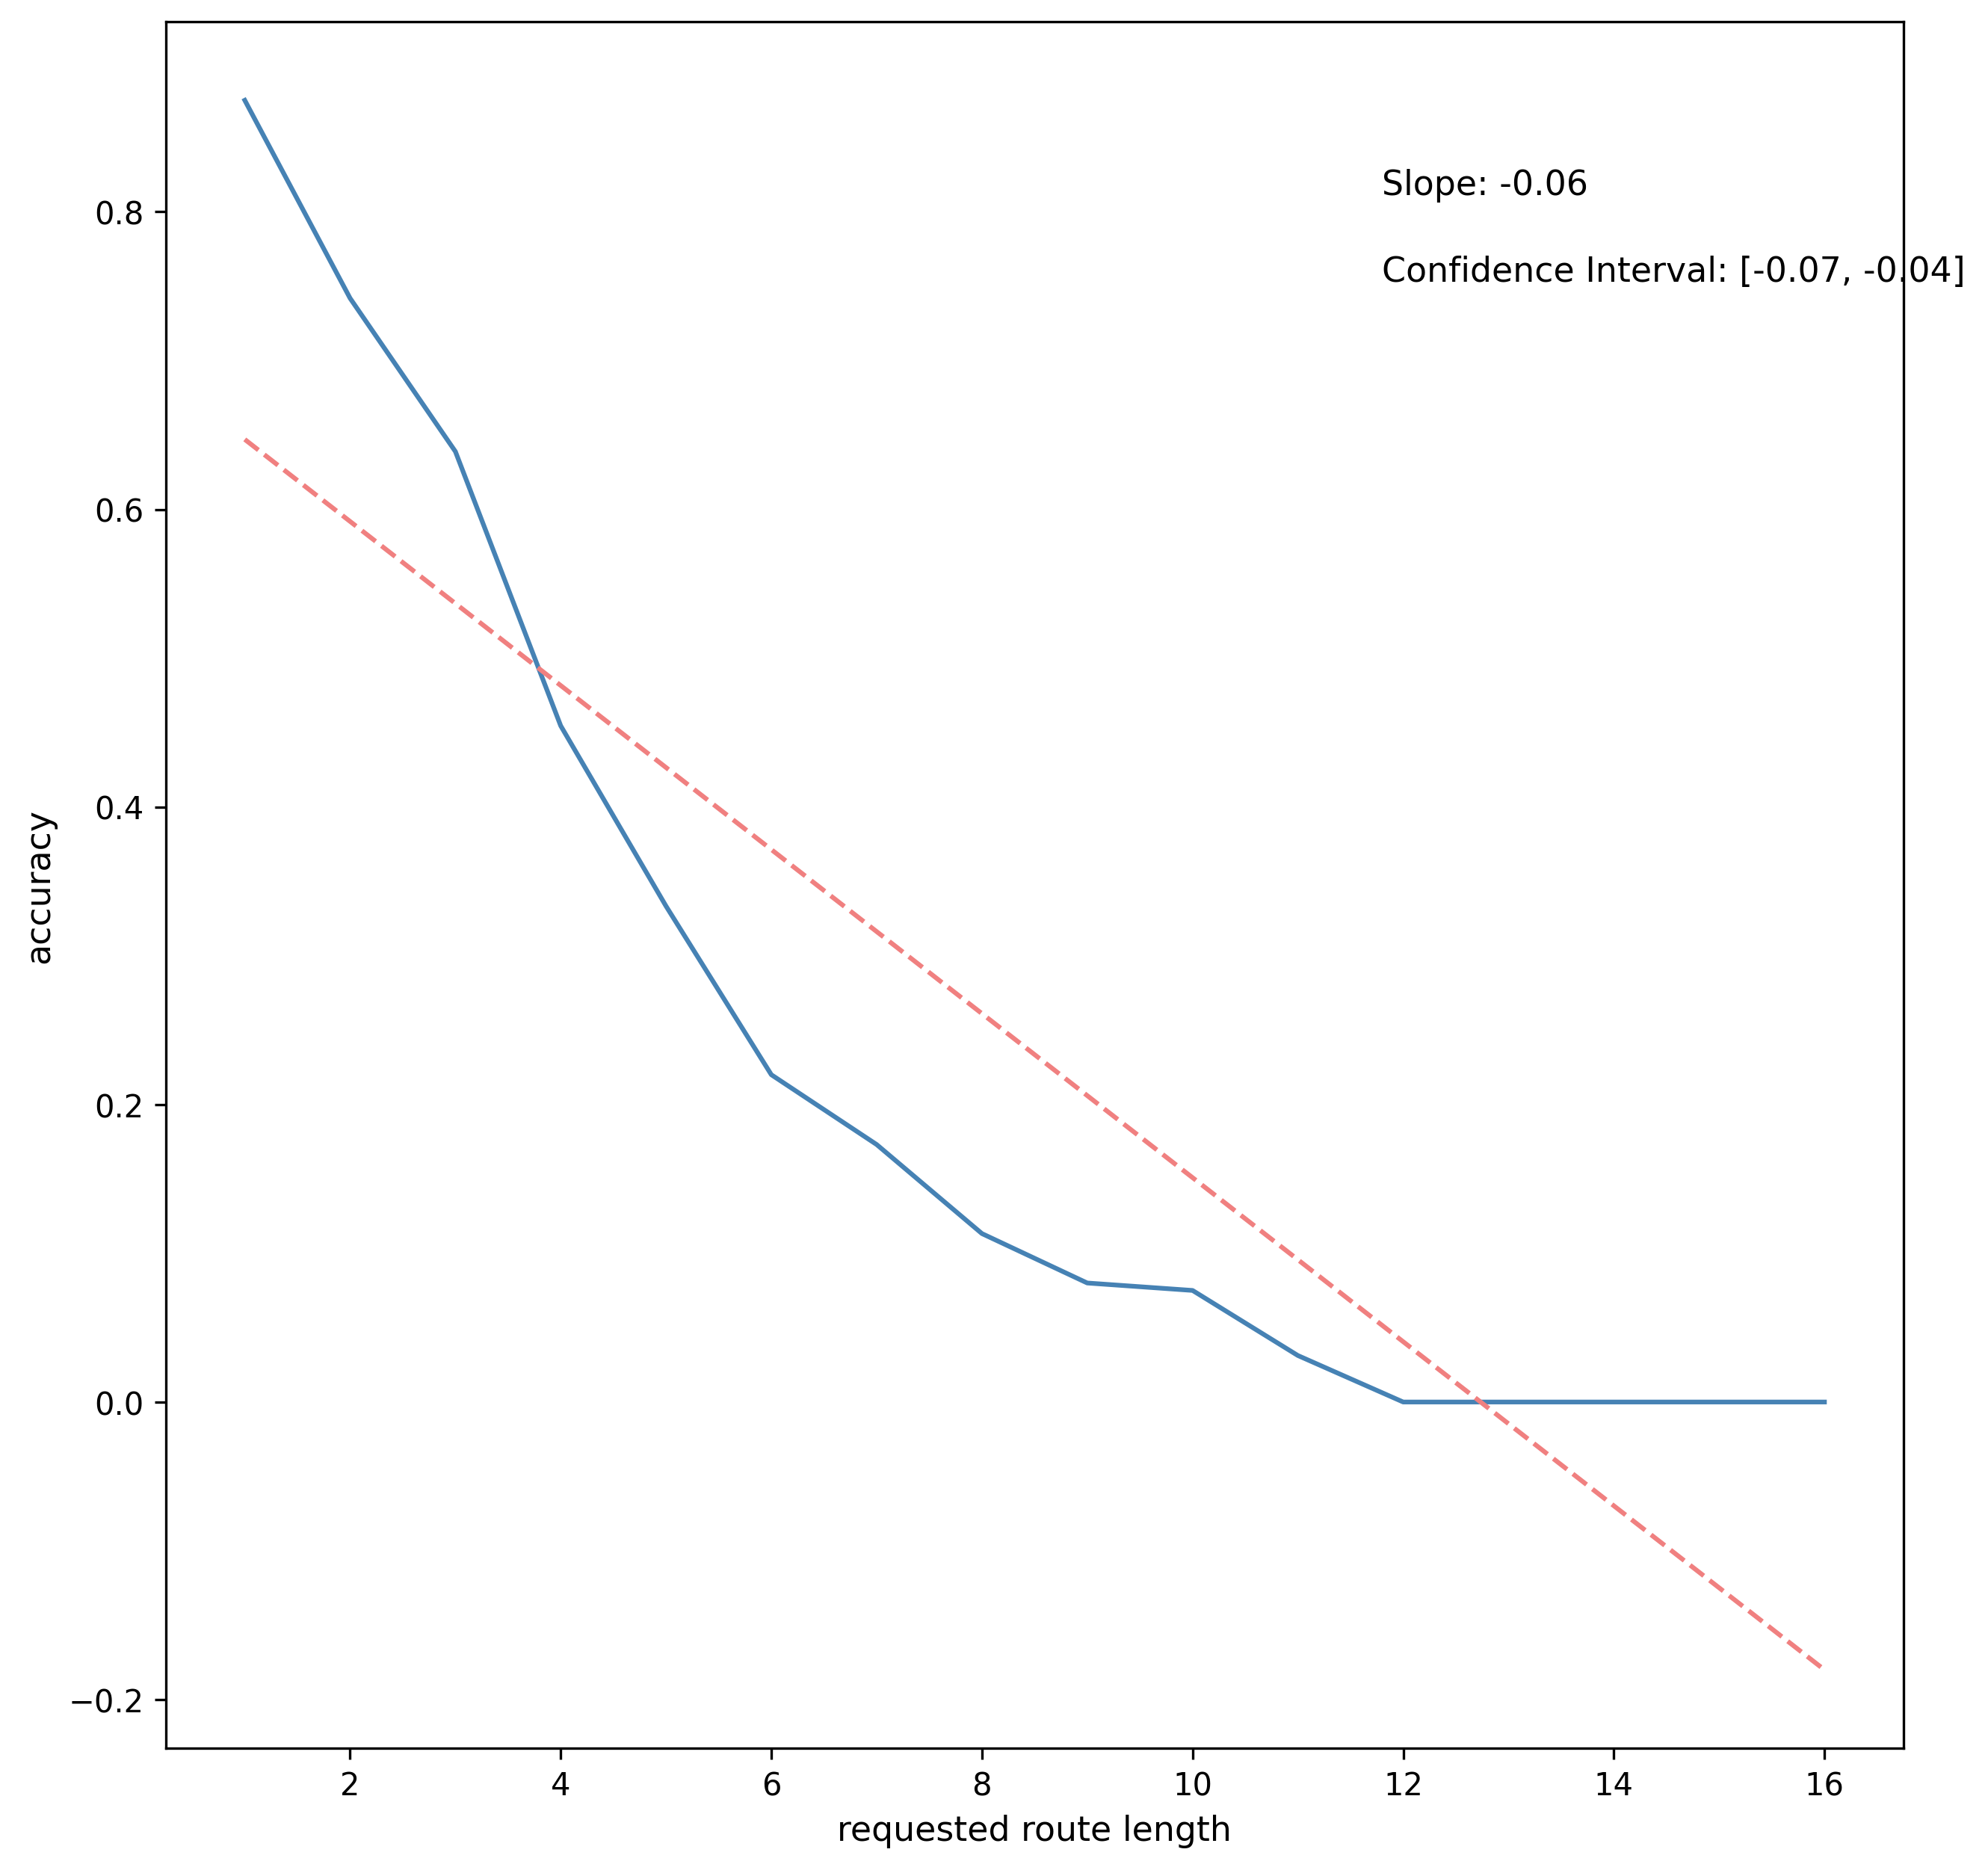 Slope: -0.06
Confidence Interval: [-0.07, -0.04]
0.8
0.6
0.4
0.2
0.0
−0.2
accuracy
2 4 6 8 10 12 14 16
requested route length